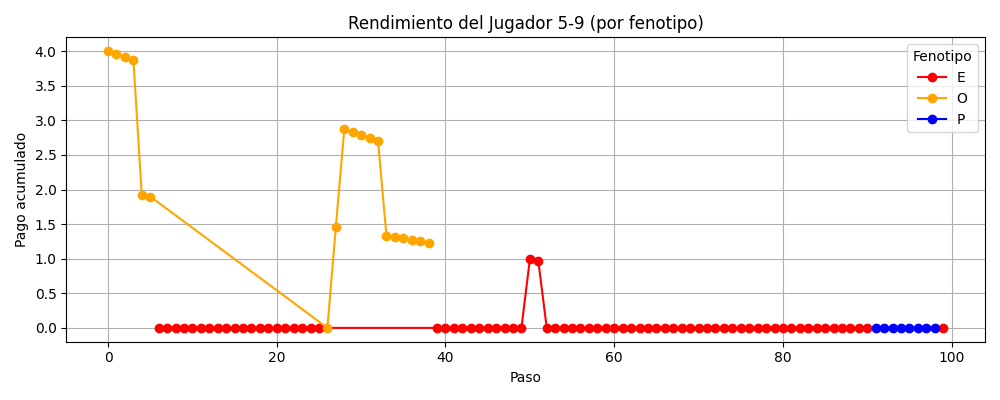 Rendimiento del Jugador 5-9 (por fenotipo)
Pago acumulado
4.0
3.5
3.0
2.5
2.0
1.5
1.0
0.5
0.0
Fenotipo
E
O
P
0 20 40 60 80 100
Paso